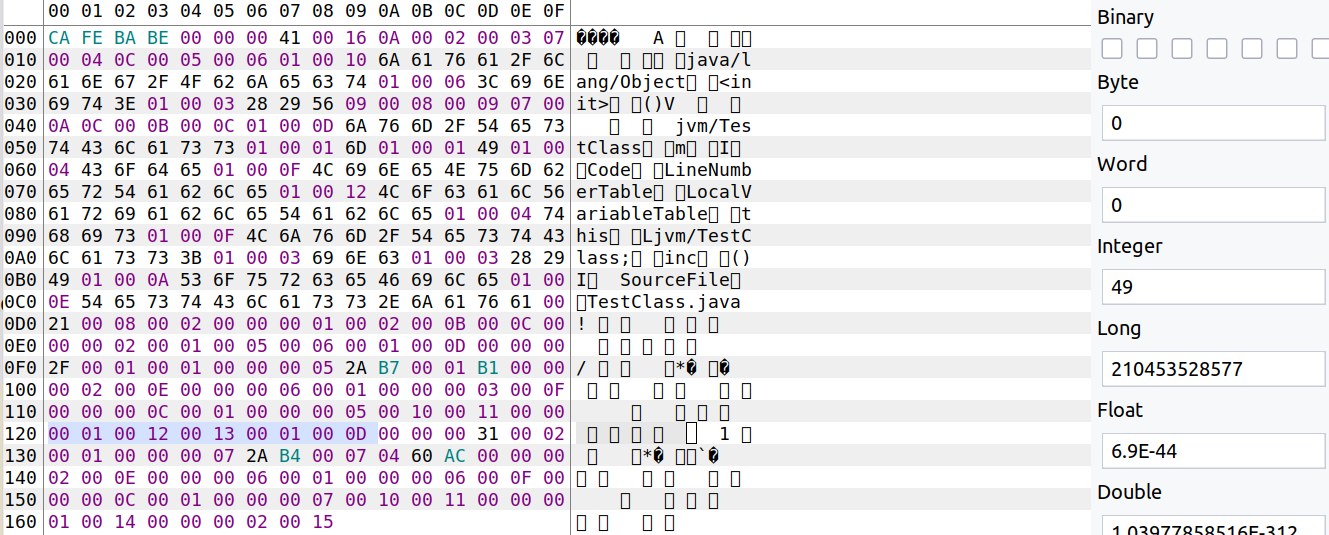 00 01 02 03 04 05 06 07 08 09 0A 0B 0C 0D 0E 0F
000 CA FE BA BE 00 00 00 41 00 16 0A 00 02 00 03 07 ���� A
010 00 04 0C 00 05 00 06 01 00 10 6A 61 76 61 2F 6C java/l
020 61 6E 67 2F 4F 62 6A 65 63 74 01 00 06 3C 69 6E ang/Object <in
030 69 74 3E 01 00 03 28 29 56 09 00 08 00 09 07 00 it> ()V
040 0A 0C 00 0B 00 0C 01 00 0D 6A 76 6D 2F 54 65 73 jvm/Tes
050 74 43 6C 61 73 73 01 00 01 6D 01 00 01 49 01 00 tClass m I
060 04 43 6F 64 65 01 00 0F 4C 69 6E 65 4E 75 6D 62 Code LineNumb
070 65 72 54 61 62 6C 65 01 00 12 4C 6F 63 61 6C 56 erTable LocalV
080 61 72 69 61 62 6C 65 54 61 62 6C 65 01 00 04 74 ariableTable t
090 68 69 73 01 00 0F 4C 6A 76 6D 2F 54 65 73 74 43 his Ljvm/TestC
0A0 6C 61 73 73 3B 01 00 03 69 6E 63 01 00 03 28 29 lass; inc ()
0B0 49 01 00 0A 53 6F 75 72 63 65 46 69 6C 65 01 00 I SourceFile
0C0 0E 54 65 73 74 43 6C 61 73 73 2E 6A 61 76 61 00 TestClass.java
0D0 21 00 08 00 02 00 00 00 01 00 02 00 0B 00 0C 00 !
0E0 00 00 02 00 01 00 05 00 06 00 01 00 0D 00 00 00
0F0 2F 00 01 00 01 00 00 00 05 2A B7 00 01 B1 00 00 / *� �
100 00 02 00 0E 00 00 00 06 00 01 00 00 00 03 00 0F
110 00 00 00 0C 00 01 00 00 00 05 00 10 00 11 00 00
120 00 01 00 12 00 13 00 01 00 0D 00 00 00 31 00 02 1
130 00 01 00 00 00 07 2A B4 00 07 04 60 AC 00 00 00 *� `�
140 02 00 0E 00 00 00 06 00 01 00 00 00 06 00 0F 00
150 00 00 0C 00 01 00 00 00 07 00 10 00 11 00 00 00
160 01 00 14 00 00 00 02 00 15
Binary
Byte
0
Word
0
Integer
49
Long
210453528577
Float
6.9E-44
Double
1.03977858516E-312